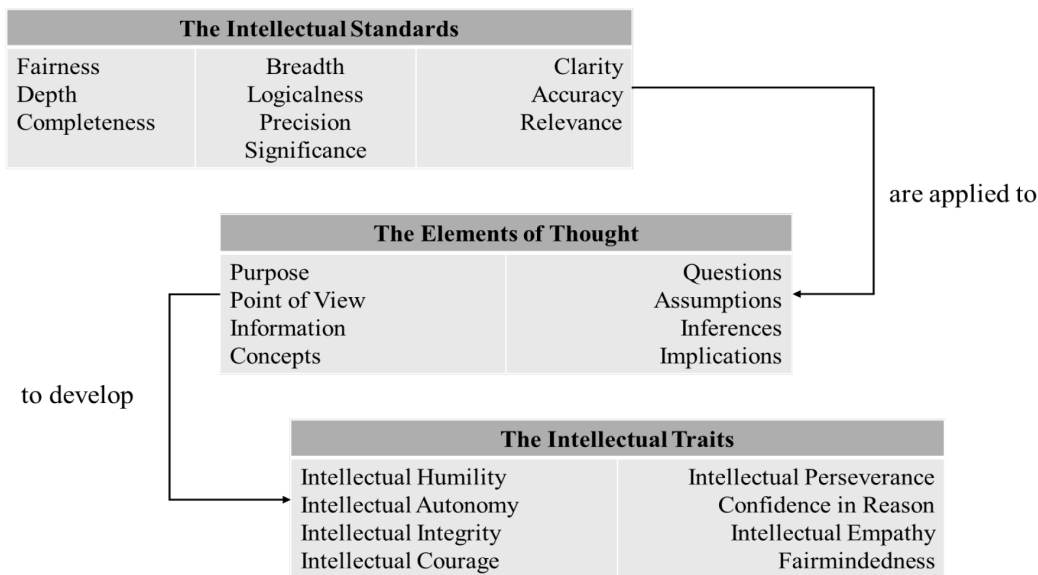 The Intellectual Standards
Fairness
Depth
Completeness
Breadth
Logicalness
Precision
Significance
Clarity
Accuracy
Relevance
are applied to
The Elements of Thought
Purpose
Point of View
Information
Concepts
Questions
Assumptions
Inferences
Implications
to develop
The Intellectual Traits
Intellectual Humility
Intellectual Autonomy
Intellectual Integrity
Intellectual Courage
Intellectual Perseverance
Confidence in Reason
Intellectual Empathy
Fairmindedness